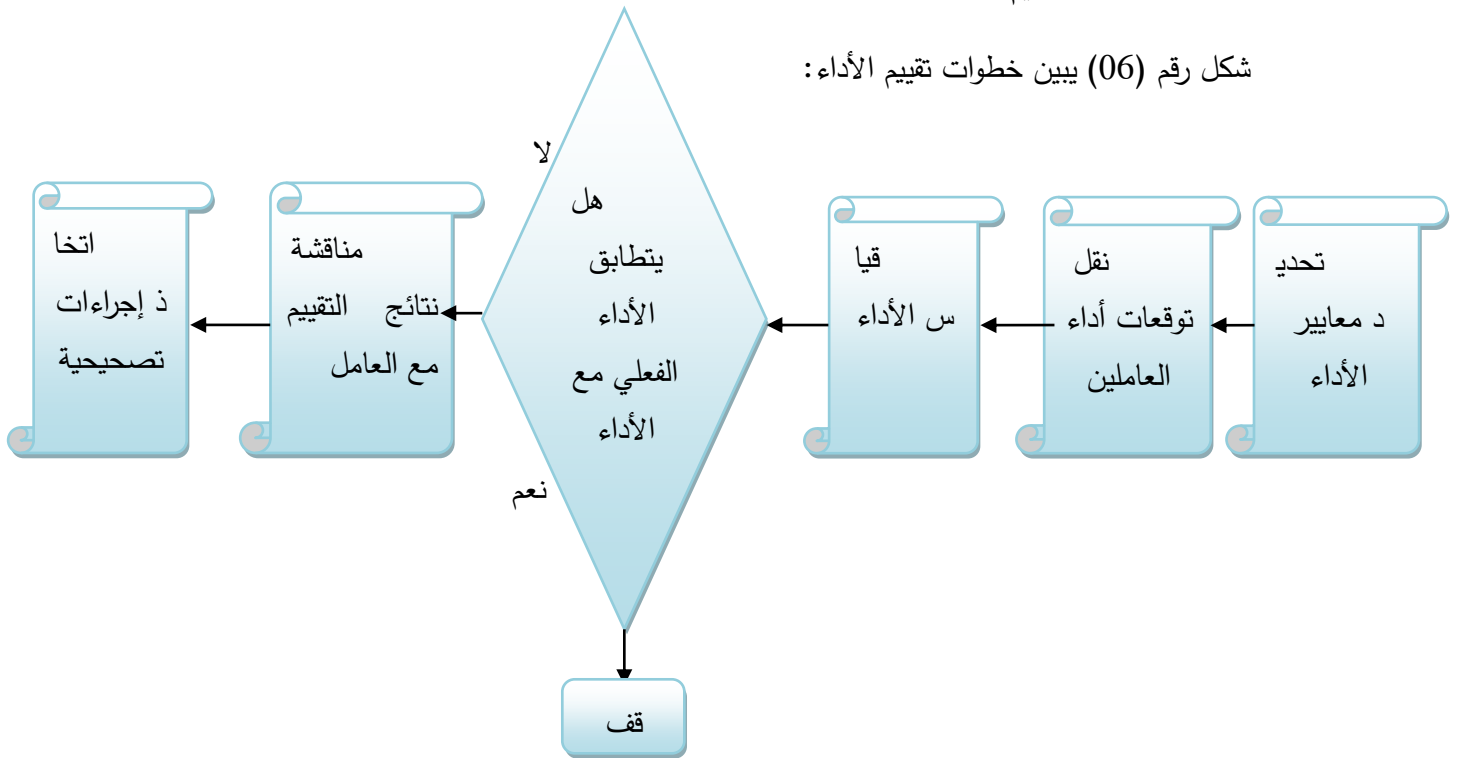 شكل رقم (06) يبين خطوات تقييم الأداء:
تحديـ
د معايير
الأداء
نقل
توقعات أداء
العاملين
قيا
س الأداء
لا
هل
يتطابق
الأداء
الفعلي مع
الأداء
نعم
مناقشة
نتائج التقييم
مع العامل
اتخا
ذ إجراءات
تصحيحية
قف